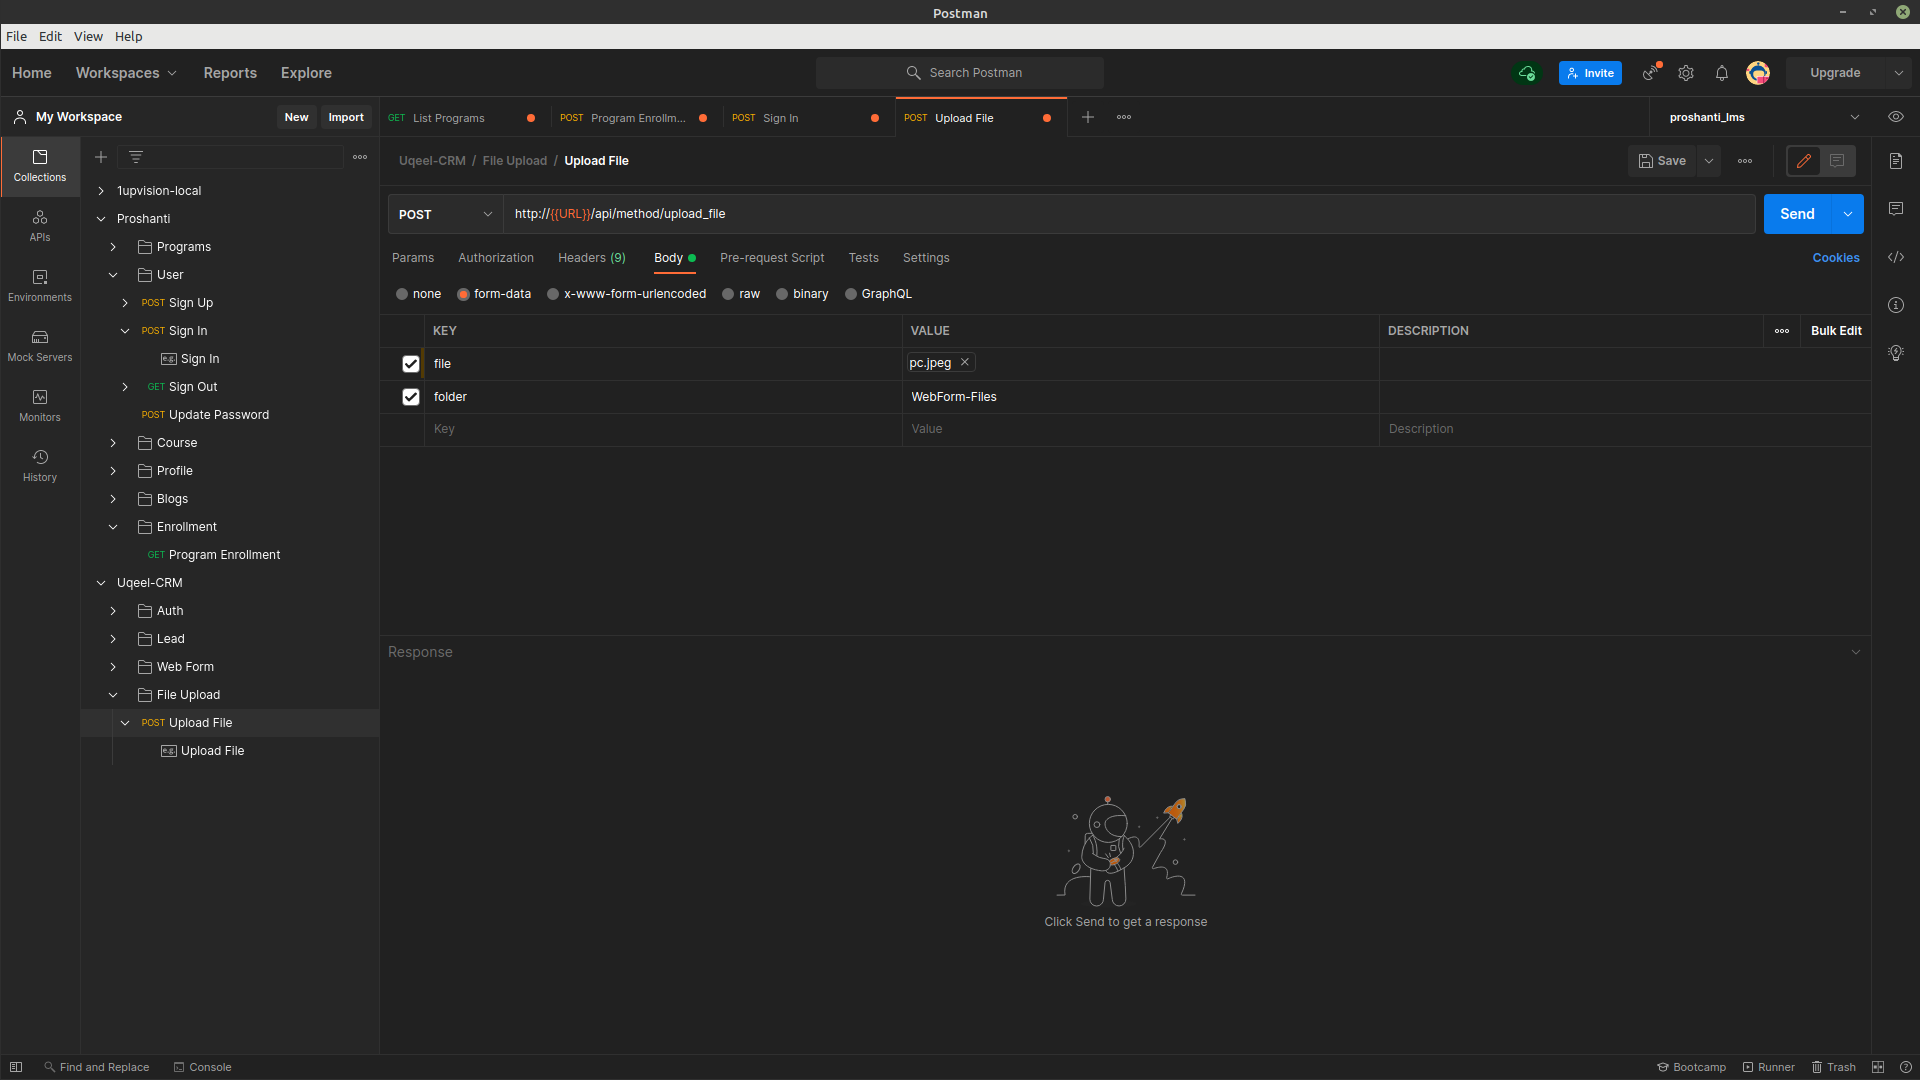 Postman
File Edit View Help
Home Workspaces Reports Explore Search Postman Invite Upgrade
My Workspace New Import GET List Programs POST Program Enrollm... POST Sign In POST Upload File proshanti_lms
Collections
APIs
Environments
Mock Servers
Monitors
History
1upvision-local
Proshanti
Programs
User
POST Sign Up
POST Sign In
e.g. Sign In
GET Sign Out
POST Update Password
Course
Profile
Blogs
Enrollment
GET Program Enrollment
Uqeel-CRM
Auth
Lead
Web Form
File Upload
POST Upload File
e.g. Upload File
Uqeel-CRM / File Upload / Upload File Save
POST http://{{URL}}/api/method/upload_file Send
Params Authorization Headers (9) Body Pre-request Script Tests Settings Cookies
none form-data x-www-form-urlencoded raw binary GraphQL
KEY VALUE DESCRIPTION Bulk Edit
file pc.jpeg
folder WebForm-Files
Key Value Description
Response
Click Send to get a response
Find and Replace Console Bootcamp Runner Trash